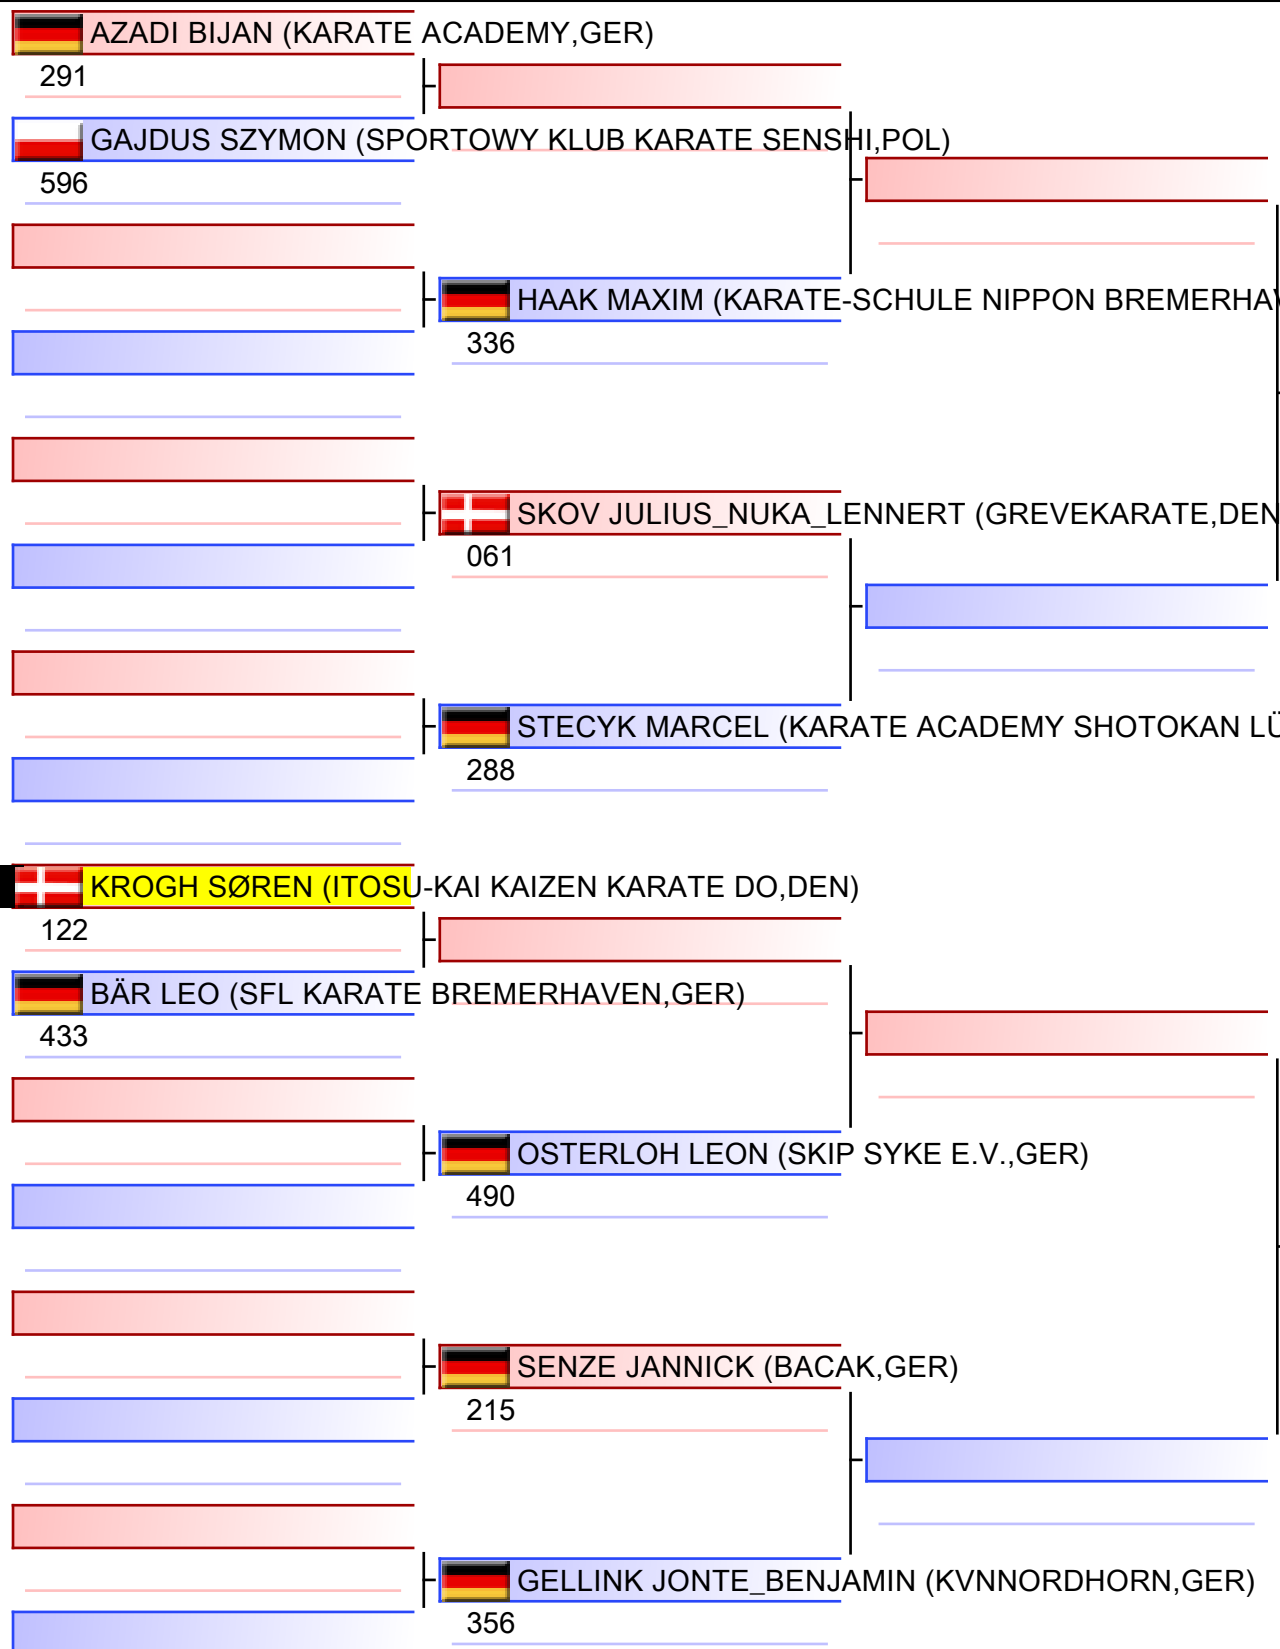 AZADI BIJAN (KARATE ACADEMY,GER)
291
GAJDUS SZYMON (SPORTOWY KLUB KARATE SENSHI,POL)
596
HAAK MAXIM (KARATE-SCHULE NIPPON
336
SKOV JULIUS_NUKA_LENNERT (GREVEKARATE,DEN
061
STECYK MARCEL (KARATE ACADEMY SHOTOKAN
288
KROGH SØREN (ITOSU-KAI KAIZEN KARATE DO,DEN)
122
BÄR LEO (SFL KARATE BREMERHAVEN,GER)
433
OSTERLOH LEON (SKIP SYKE E.V.,GER)
490
SENZE JANNICK (BACAK,GER)
215
GELLINK JONTE_BENJAMIN (KVNNORDHORN,GER)
356